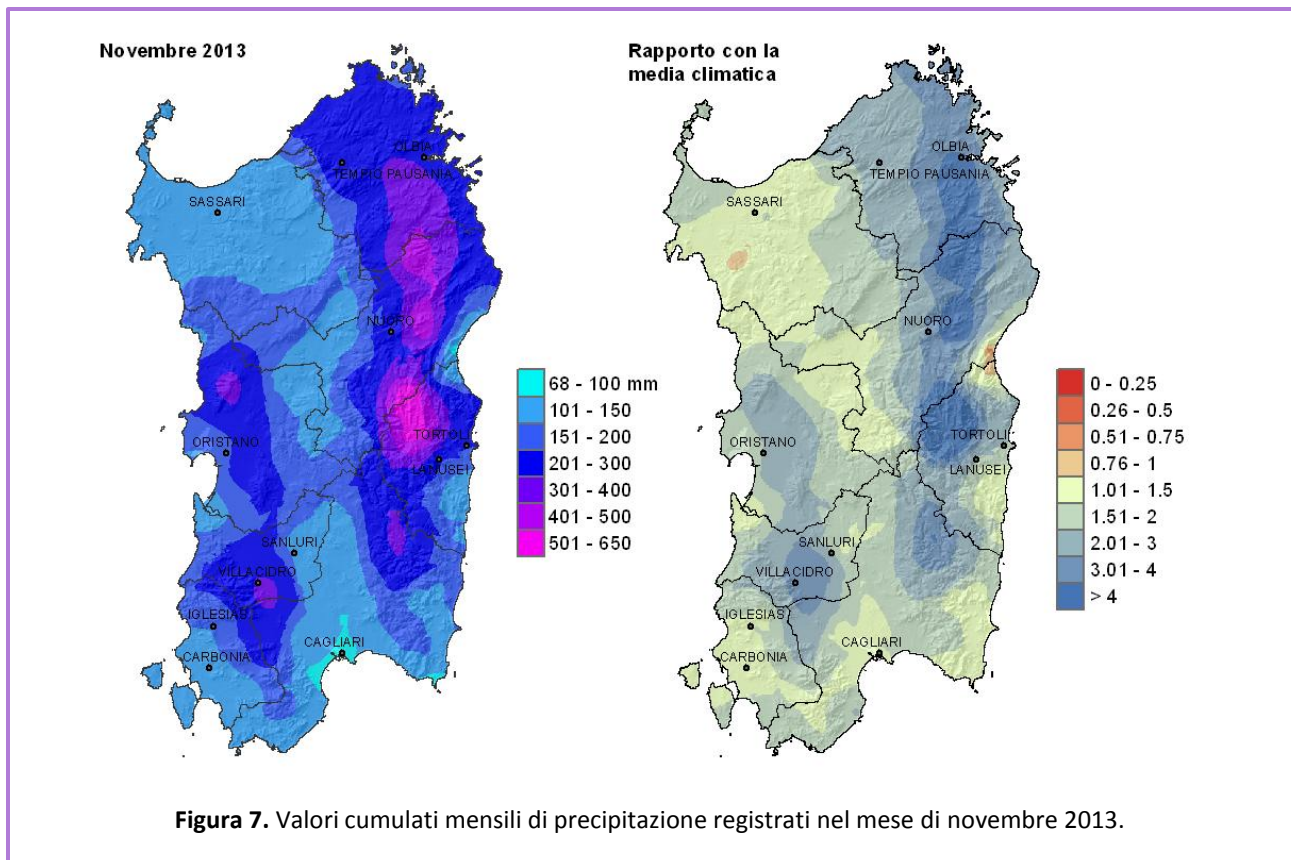 Novembre 2013
OLBIA
TEMPIO PAUSANIA
SASSARI
NUORO
ORISTANO
TORTOLI
LANUSEI
SANLURI
VILLACIDRO
IGLESIAS
CAGLIARI
CARBONIA
68 - 100 mm
101 - 150
151 - 200
201 - 300
301 - 400
401 - 500
501 - 650
Rapporto con la
media climatica
OLBIA
TEMPIO PAUSANIA
SASSARI
NUORO
ORISTANO
TORTOLI
LANUSEI
SANLURI
VILLACIDRO
IGLESIAS
CAGLIARI
CARBONIA
0 - 0.25
0.26 - 0.5
0.51 - 0.75
0.76 - 1
1.01 - 1.5
1.51 - 2
2.01 - 3
3.01 - 4
> 4
Figura 7. Valori cumulati mensili di precipitazione registrati nel mese di novembre 2013.